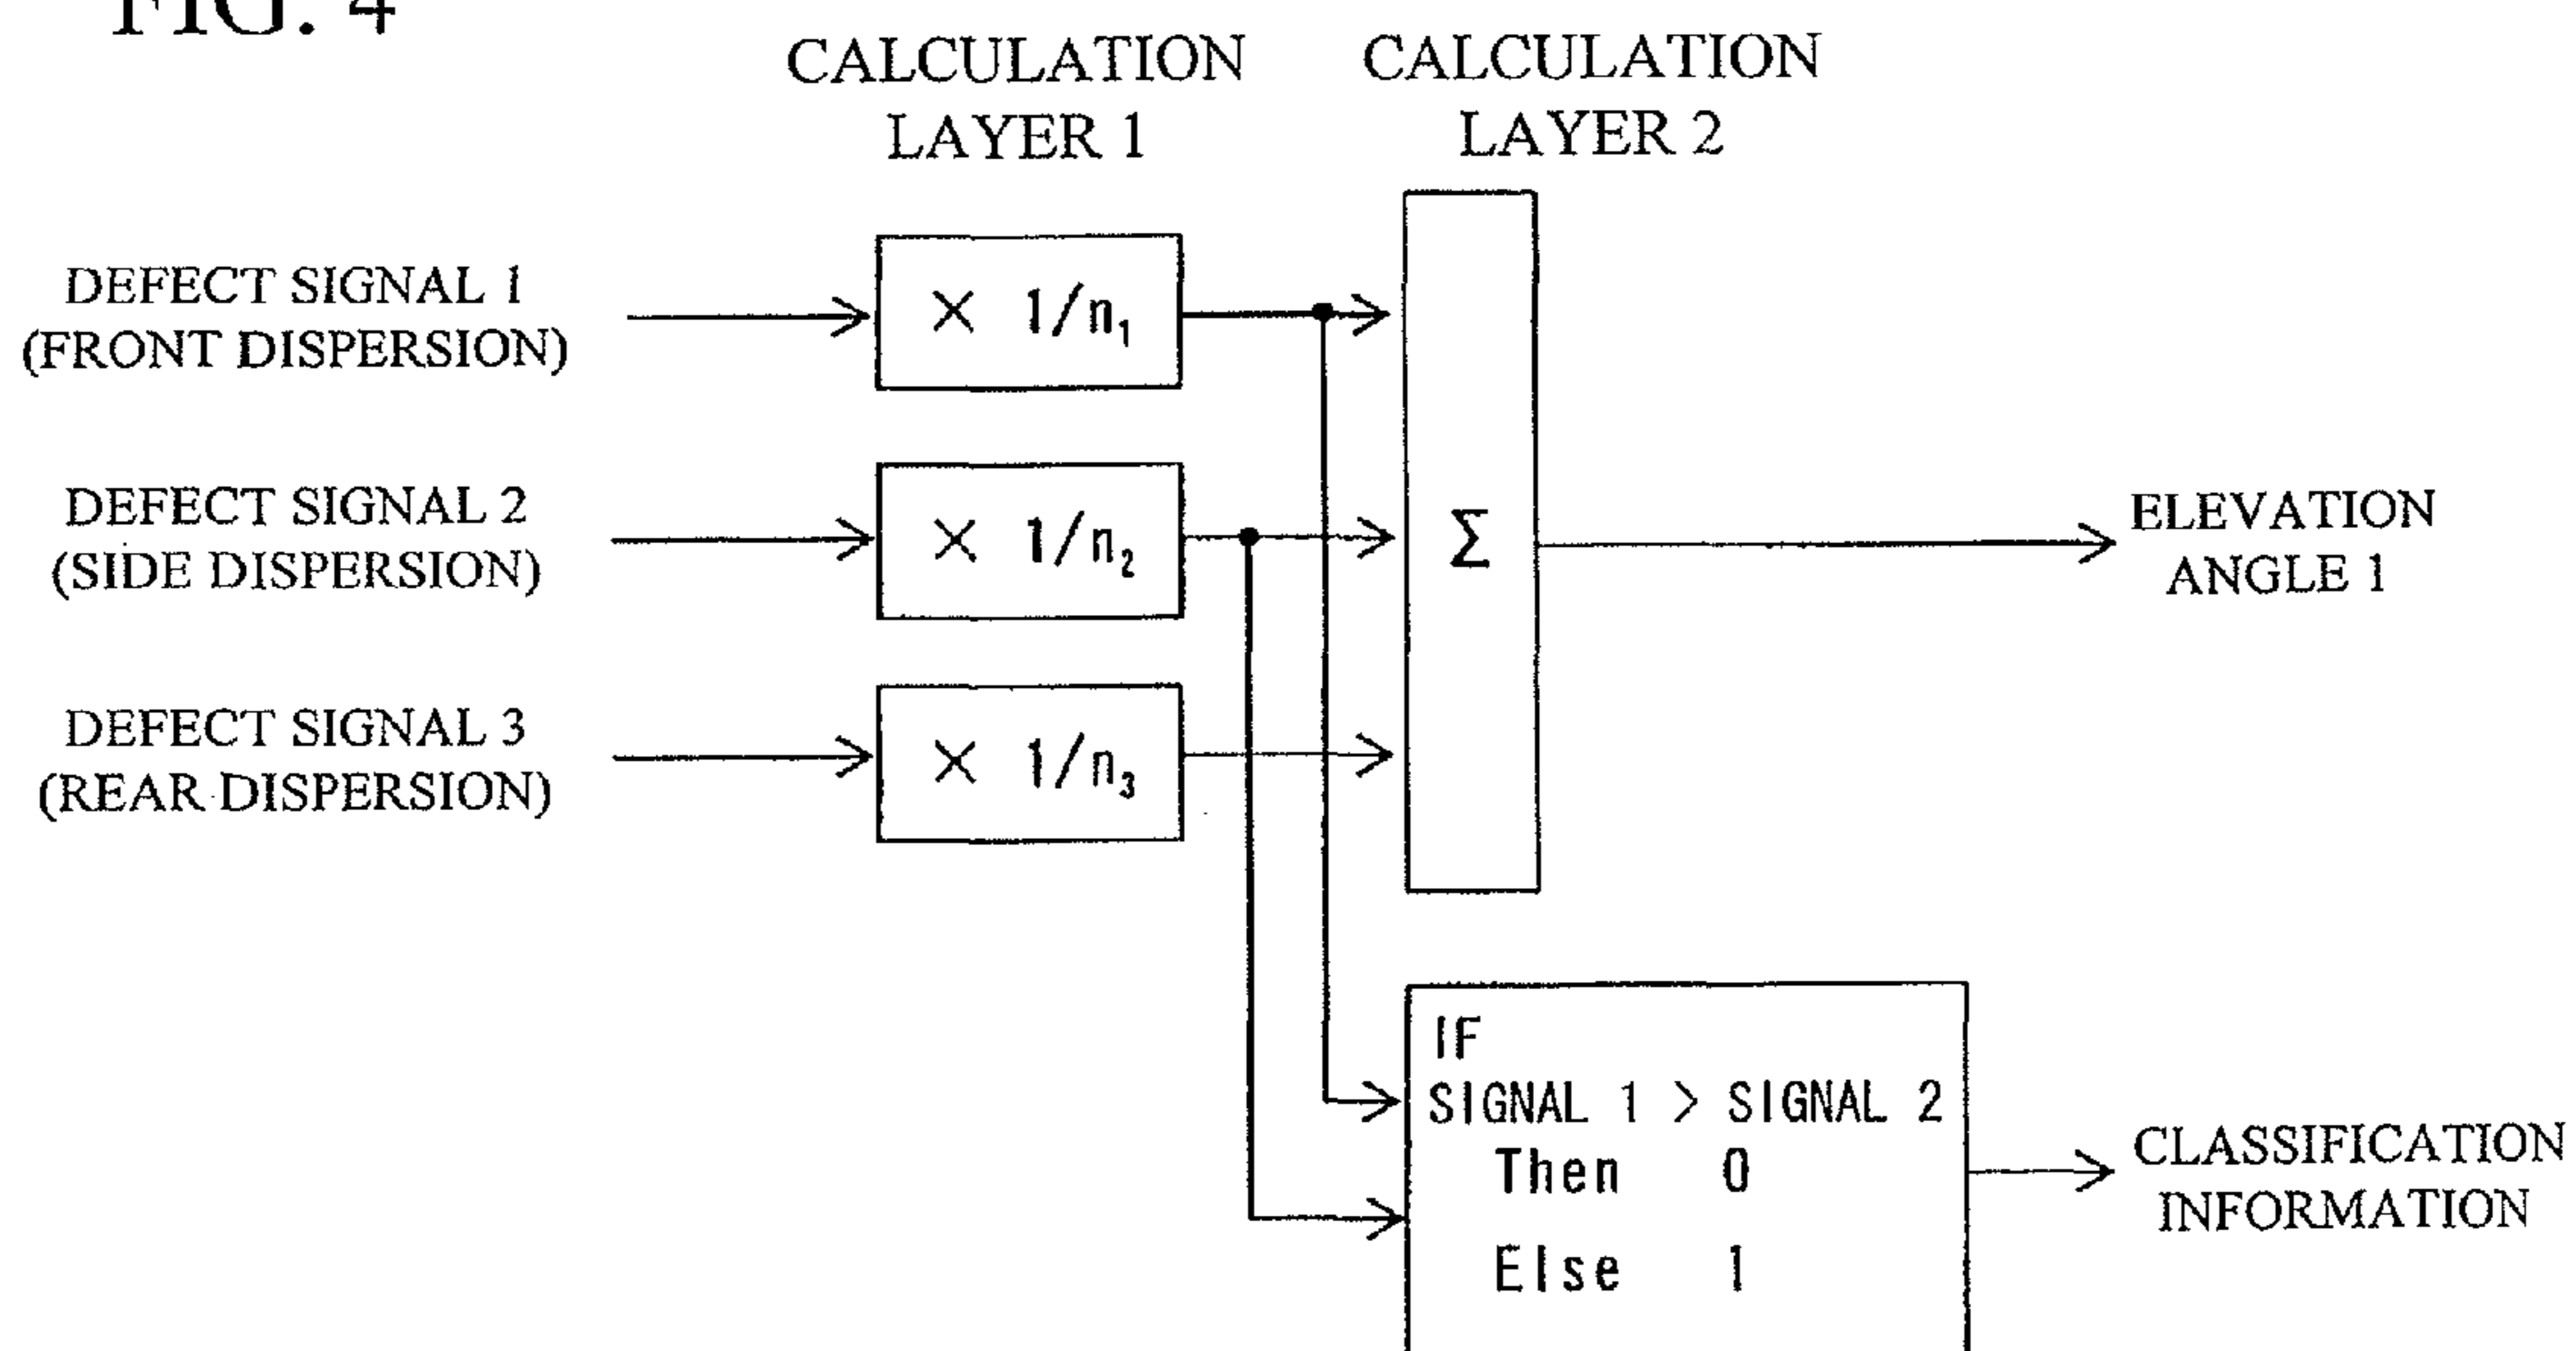 FIG. 4
CALCULATION
LAYER 1
CALCULATION
LAYER 2
DEFECT SIGNAL 1
(FRONT DISPERSION)
× 1/n₁
DEFECT SIGNAL 2
(SIDE DISPERSION)
× 1/n₂
DEFECT SIGNAL 3
(REAR DISPERSION)
× 1/n₃
Σ
ELEVATION
ANGLE 1
IF
SIGNAL 1 > SIGNAL 2
Then 0
Else 1
CLASSIFICATION
INFORMATION